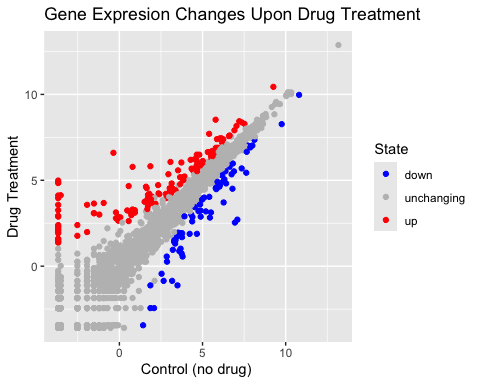 Gene Expresion Changes Upon Drug Treatment
10
5
0
Drug Treatment
0
5
10
Control (no drug)
State
down
unchanging
up